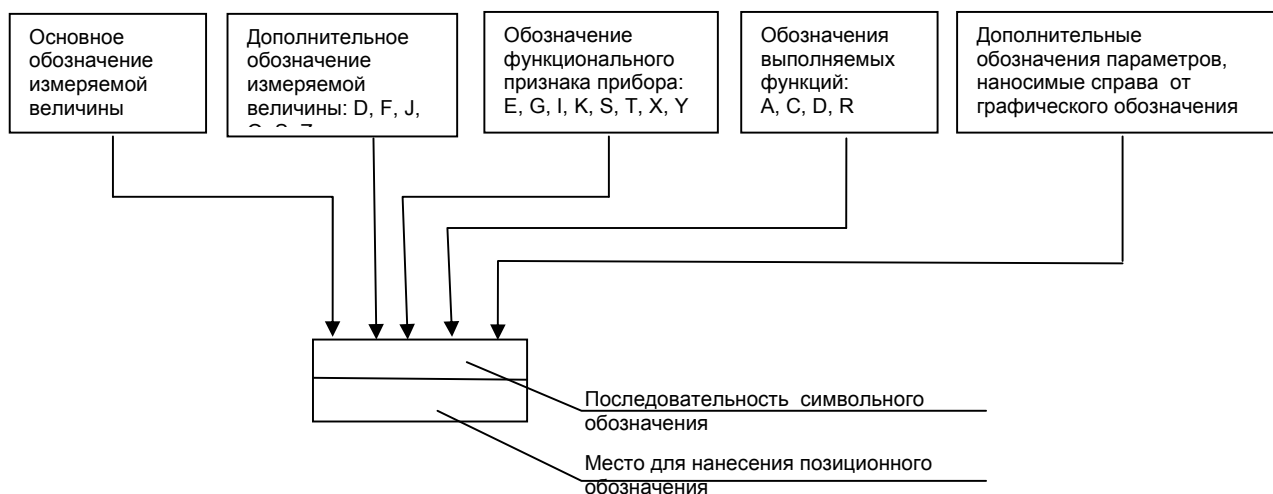 Основное
обозначение
измеряемой
величины
Дополнительное
обозначение
измеряемой
величины: D, F, J,
Обозначение
функционального
признака прибора:
E, G, I, K, S, T, X, Y
Обозначения
выполняемых
функций:
A, C, D, R
Дополнительные
обозначения параметров,
наносимые справа от
графического обозначения
Последовательность символьного
обозначения
Место для нанесения позиционного
обозначения